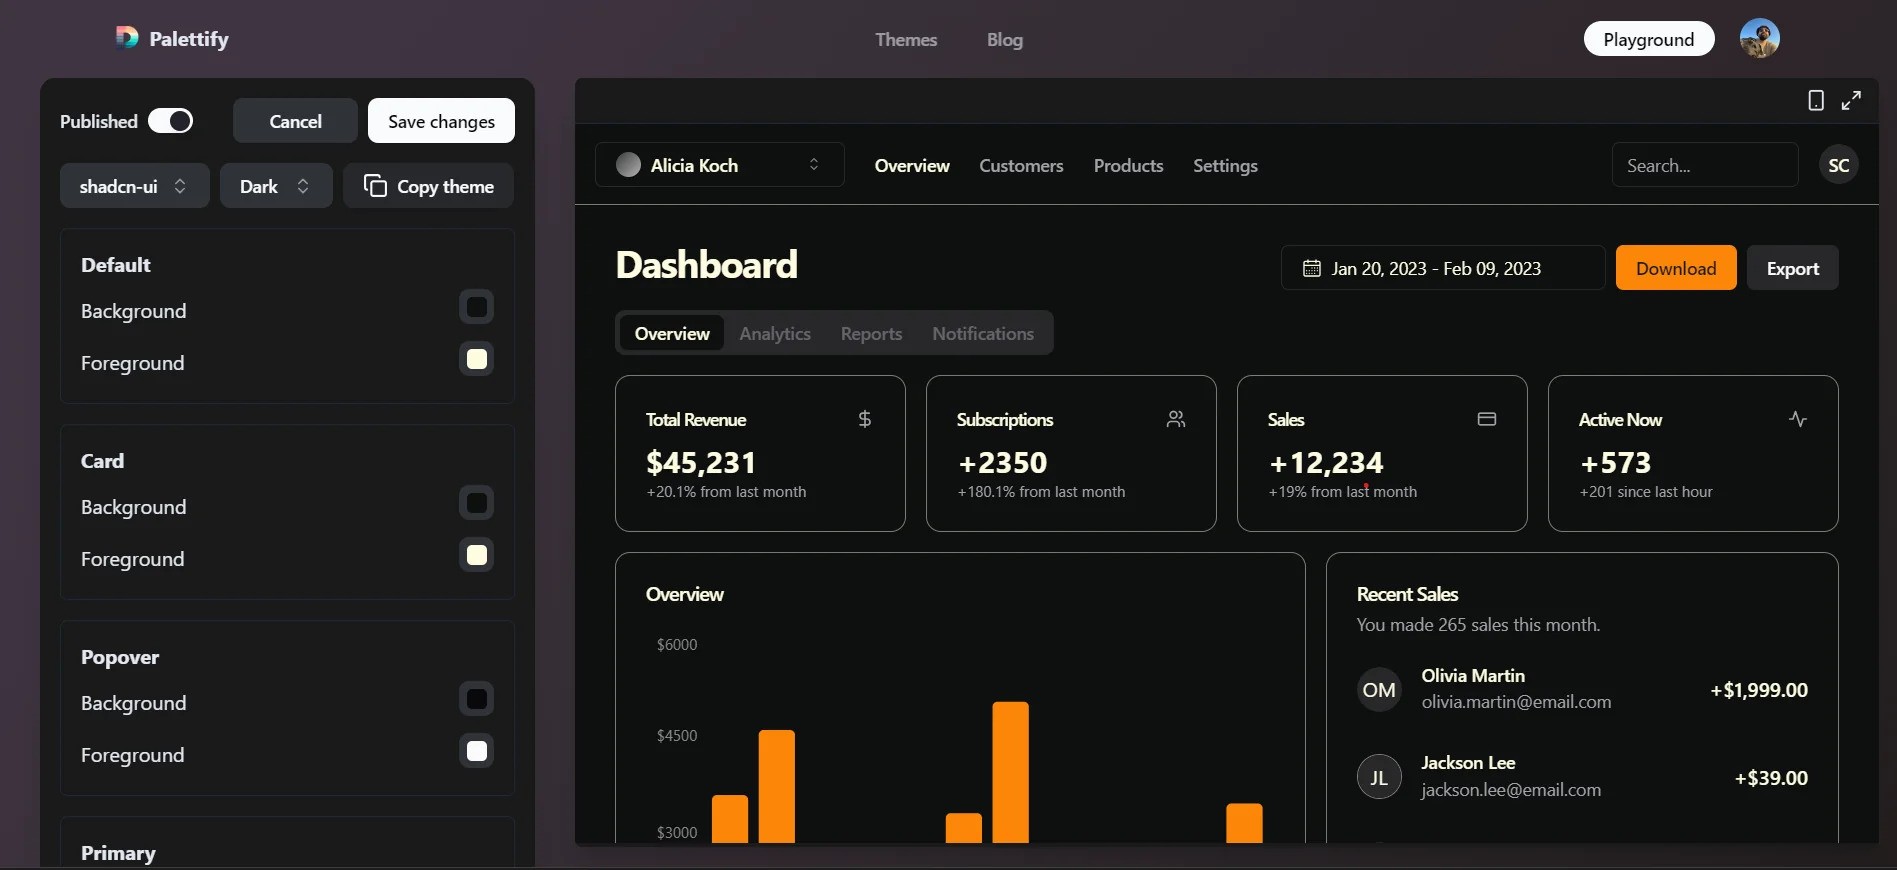 Palettify
Themes
Blog
Playground
Published
Cancel
Save changes
shadcn-ui
Dark
Copy theme
Default
Background
Foreground
Card
Background
Foreground
Popover
Background
Foreground
Primary
Alicia Koch
Overview
Customers
Products
Settings
Search...
SC
Dashboard
Jan 20, 2023 - Feb 09, 2023
Download
Export
Overview
Analytics
Reports
Notifications
Total Revenue
$
$45,231
+20.1% from last month
Subscriptions
+2350
+180.1% from last month
Sales
+12,234
+19% from last month
Active Now
+573
+201 since last hour
Overview
$6000
$4500
$3000
Recent Sales
You made 265 sales this month.
OM
Olivia Martin
olivia.martin@email.com
+$1,999.00
JL
Jackson Lee
jackson.lee@email.com
+$39.00